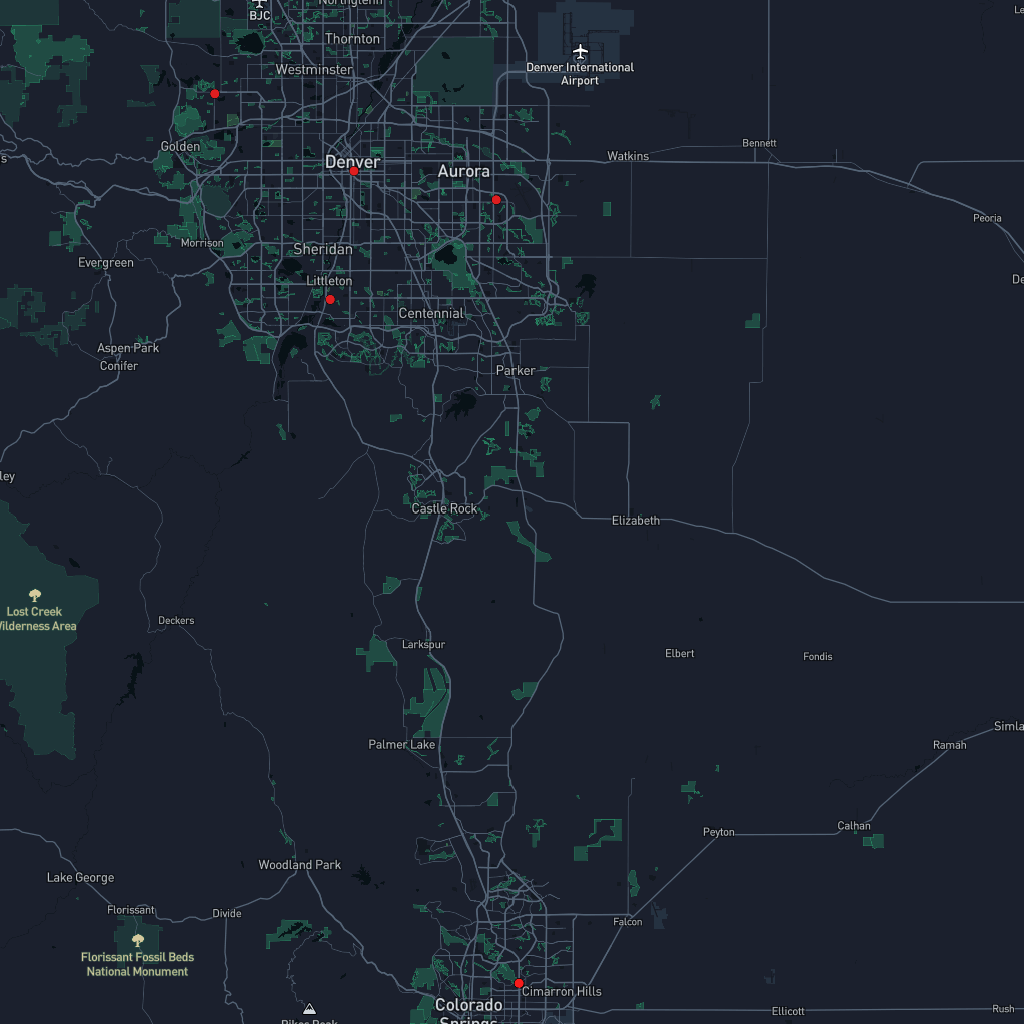 BJC
Northglenn
Thornton
Westminster
Denver International
Airport
Golden
Denver
Aurora
Watkins
Bennett
Peoria
Morrison
Sheridan
Evergreen
Littleton
Centennial
Aspen Park
Conifer
Parker
ley
Castle Rock
Elizabeth
Lost Creek
Wilderness Area
Deckers
Larkspur
Elbert
Fondis
Simla
Palmer Lake
Ramah
Peyton
Calhan
Woodland Park
Lake George
Florissant
Divide
Falcon
Florissant Fossil Beds
National Monument
Cimarron Hills
Colorado
Springs
Ellicott
Rush
Pikes Peak